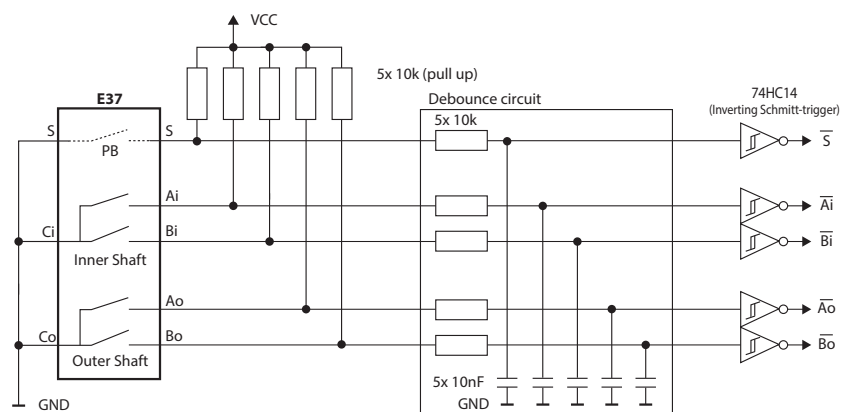 VCC
5x 10k (pull up)
E37
Debounce circuit
74HC14
(Inverting Schmitt-trigger)
5x 10k
S
PB
S
S
Ai
Ai
Ci
Bi
Bi
Inner Shaft
Ao
Ao
Co
Bo
Bo
Outer Shaft
5x 10nF
GND
GND